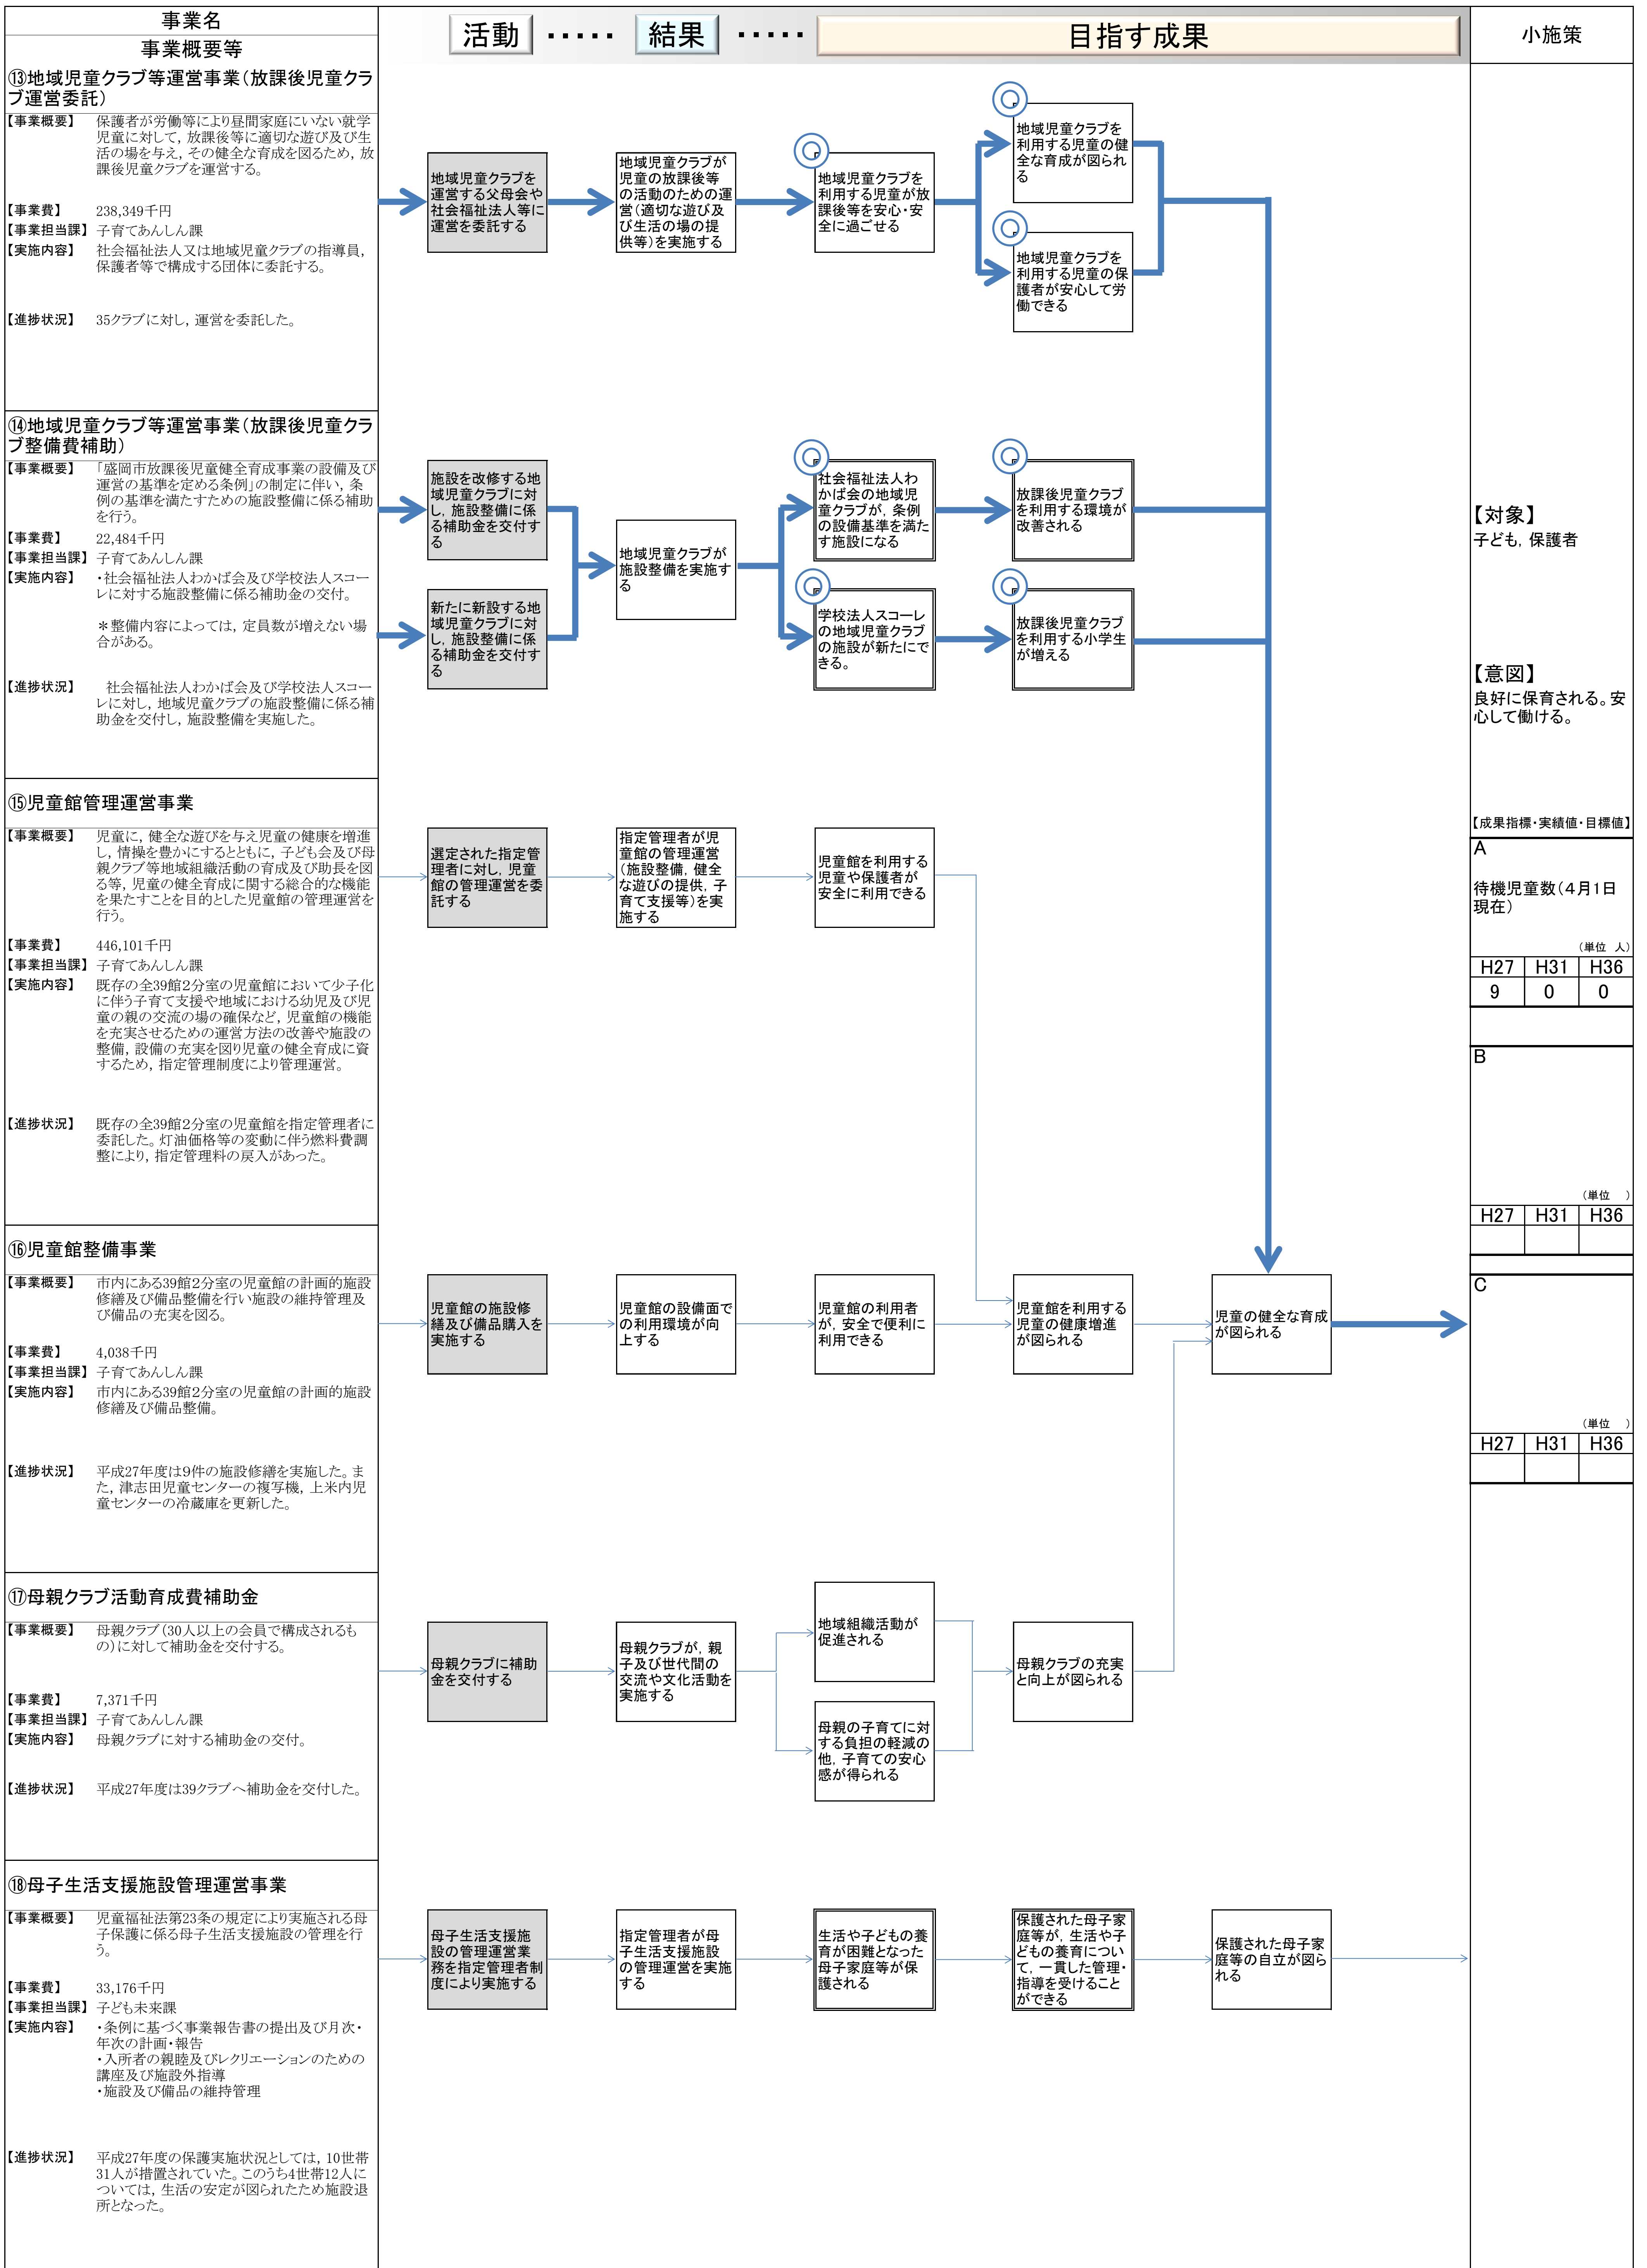 事業名
事業概要等
活動 ・・・・・ 結果 ・・・・・ 目指す成果
小施策
⑬地域児童クラブ等運営事業（放課後児童クラ
ブ運営委託）
【事業概要】 保護者が労働等により昼間家庭にいない就学
児童に対して，放課後等に適切な遊び及び生
活の場を与え，その健全な育成を図るため，放
課後児童クラブを運営する。
【事業費】 238,349千円
【事業担当課】 子育てあんしん課
【実施内容】 社会福祉法人又は地域児童クラブの指導員，
保護者等で構成する団体に委託する。
【進捗状況】 35クラブに対し，運営を委託した。
地域児童クラブを
運営する父母会や
社会福祉法人等に
運営を委託する
地域児童クラブが
児童の放課後等
の活動のための運
営（適切な遊び及
び生活の場の提
供等）を実施する
地域児童クラブを
利用する児童が放
課後等を安心・安
全に過ごせる
地域児童クラブを
利用する児童の健
全な育成が図られ
る
地域児童クラブを
利用する児童の保
護者が安心して労
働できる
⑭地域児童クラブ等運営事業（放課後児童クラ
ブ整備費補助）
【事業概要】 「盛岡市放課後児童健全育成事業の設備及び
運営の基準を定める条例」の制定に伴い，条
例の基準を満たすための施設整備に係る補助
を行う。
【事業費】 22,484千円
【事業担当課】 子育てあんしん課
【実施内容】 ・社会福祉法人わかば会及び学校法人スコー
レに対する施設整備に係る補助金の交付。
＊整備内容によっては，定員数が増えない場
合がある。
【進捗状況】 社会福祉法人わかば会及び学校法人スコー
レに対し，地域児童クラブの施設整備に係る補
助金を交付し，施設整備を実施した。
施設を改修する地
域児童クラブに対
し，施設整備に係
る補助金を交付す
る
新たに新設する地
域児童クラブに対
し，施設整備に係
る補助金を交付す
る
地域児童クラブが
施設整備を実施す
る
社会福祉法人わ
かば会の地域児
童クラブが，条例
の設備基準を満た
す施設になる
学校法人スコーレ
の地域児童クラブ
の施設が新たにで
きる。
放課後児童クラブ
を利用する環境が
改善される
放課後児童クラブ
を利用する小学生
が増える
⑮児童館管理運営事業
【事業概要】 児童に，健全な遊びを与え児童の健康を増進
し，情操を豊かにするとともに，子ども会及び母
親クラブ等地域組織活動の育成及び助長を図
る等，児童の健全育成に関する総合的な機能
を果たすことを目的とした児童館の管理運営を
行う。
【事業費】 446,101千円
【事業担当課】 子育てあんしん課
【実施内容】 既存の全39館2分室の児童館において少子化
に伴う子育て支援や地域における幼児及び児
童の親の交流の場の確保など，児童館の機能
を充実させるための運営方法の改善や施設の
整備，設備の充実を図り児童の健全育成に資
するため，指定管理制度により管理運営。
【進捗状況】 既存の全39館2分室の児童館を指定管理者に
委託した。灯油価格等の変動に伴う燃料費調
整により，指定管理料の戻入があった。
選定された指定管
理者に対し，児童
館の管理運営を委
託する
指定管理者が児
童館の管理運営
（施設整備，健全
な遊びの提供，子
育て支援等）を実
施する
児童館を利用する
児童や保護者が
安全に利用できる
⑯児童館整備事業
【事業概要】 市内にある39館2分室の児童館の計画的施設
修繕及び備品整備を行い施設の維持管理及
び備品の充実を図る。
【事業費】 4,038千円
【事業担当課】 子育てあんしん課
【実施内容】 市内にある39館2分室の児童館の計画的施設
修繕及び備品整備。
【進捗状況】 平成27年度は9件の施設修繕を実施した。ま
た，津志田児童センターの複写機，上米内児
童センターの冷蔵庫を更新した。
児童館の施設修
繕及び備品購入を
実施する
児童館の設備面で
の利用環境が向
上する
児童館の利用者
が，安全で便利に
利用できる
児童館を利用する
児童の健康増進
が図られる
児童の健全な育成
が図られる
⑰母親クラブ活動育成費補助金
【事業概要】 母親クラブ（30人以上の会員で構成されるも
の）に対して補助金を交付する。
【事業費】 7,371千円
【事業担当課】 子育てあんしん課
【実施内容】 母親クラブに対する補助金の交付。
【進捗状況】 平成27年度は39クラブへ補助金を交付した。
母親クラブに補助
金を交付する
母親クラブが，親
子及び世代間の
交流や文化活動を
実施する
地域組織活動が
促進される
母親の子育てに対
する負担の軽減の
他，子育ての安心
感が得られる
母親クラブの充実
と向上が図られる
⑱母子生活支援施設管理運営事業
【事業概要】 児童福祉法第23条の規定により実施される母
子保護に係る母子生活支援施設の管理を行
う。
【事業費】 33,176千円
【事業担当課】 子ども未来課
【実施内容】 ・条例に基づく事業報告書の提出及び月次・
年次の計画・報告
・入所者の親睦及びレクリエーションのための
講座及び施設外指導
・施設及び備品の維持管理
【進捗状況】 平成27年度の保護実施状況としては，10世帯
31人が措置されていた。このうち4世帯12人に
ついては，生活の安定が図られたため施設退
所となった。
母子生活支援施
設の管理運営業
務を指定管理者制
度により実施する
指定管理者が母
子生活支援施設
の管理運営を実施
する
生活や子どもの養
育が困難となった
母子家庭等が保
護される
保護された母子家
庭等が，生活や子
どもの養育につい
て，一貫した管理・
指導を受けること
ができる
保護された母子家
庭等の自立が図ら
れる
【対象】
子ども，保護者
【意図】
良好に保育される。安
心して働ける。
【成果指標・実績値・目標値】
A
待機児童数（4月1日
現在）
（単位 人）
H27 H31 H36
9 0 0
B
（単位 ）
H27 H31 H36
C
（単位 ）
H27 H31 H36